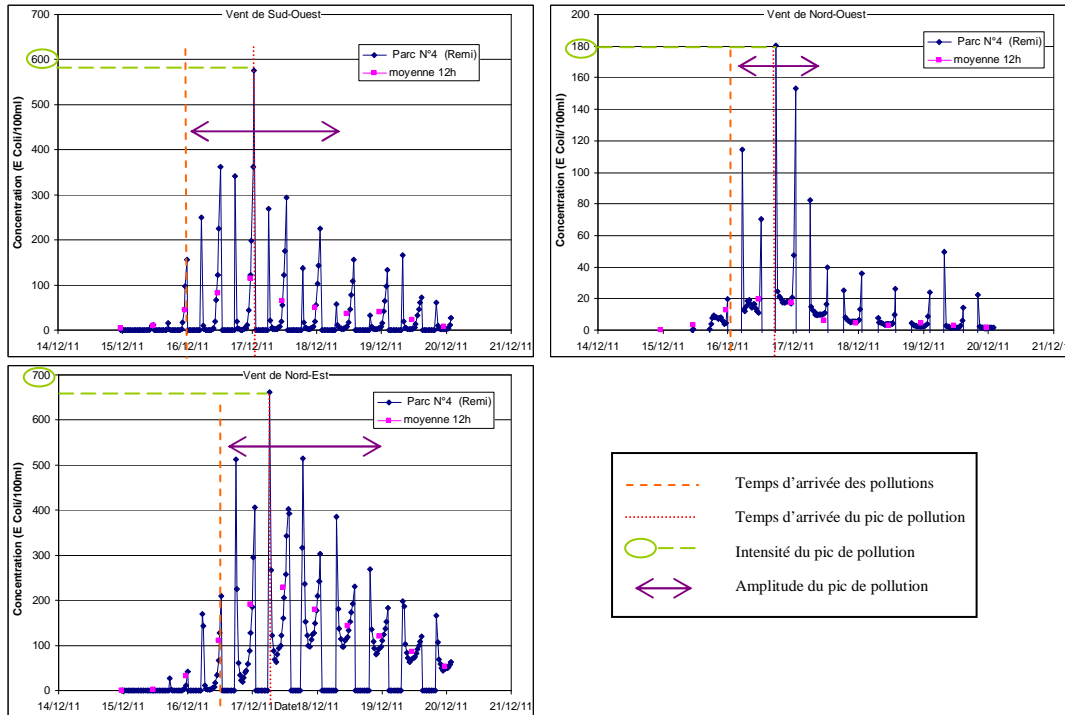 Vent de Sud-Ouest
700
600
500
400
300
200
100
0
Concentration (E Coli/100ml)
14/12/11 15/12/11 16/12/11 17/12/11 18/12/11 19/12/11 20/12/11 21/12/11
Parc N°4 (Remi)
moyenne 12h
Vent de Nord-Ouest
200
180
160
140
120
100
80
60
40
20
0
Concentration (E Coli/100ml)
14/12/11 15/12/11 16/12/11 17/12/11 18/12/11 19/12/11 20/12/11 21/12/11
Parc N°4 (Remi)
moyenne 12h
Vent de Nord-Est
700
600
500
400
300
200
100
0
Concentration (E Coli/100ml)
14/12/11 15/12/11 16/12/11 17/12/11 Date 18/12/11 19/12/11 20/12/11 21/12/11
Parc N°4 (Remi)
moyenne 12h
Temps d'arrivée des pollutions
Temps d'arrivée du pic de pollution
Intensité du pic de pollution
Amplitude du pic de pollution